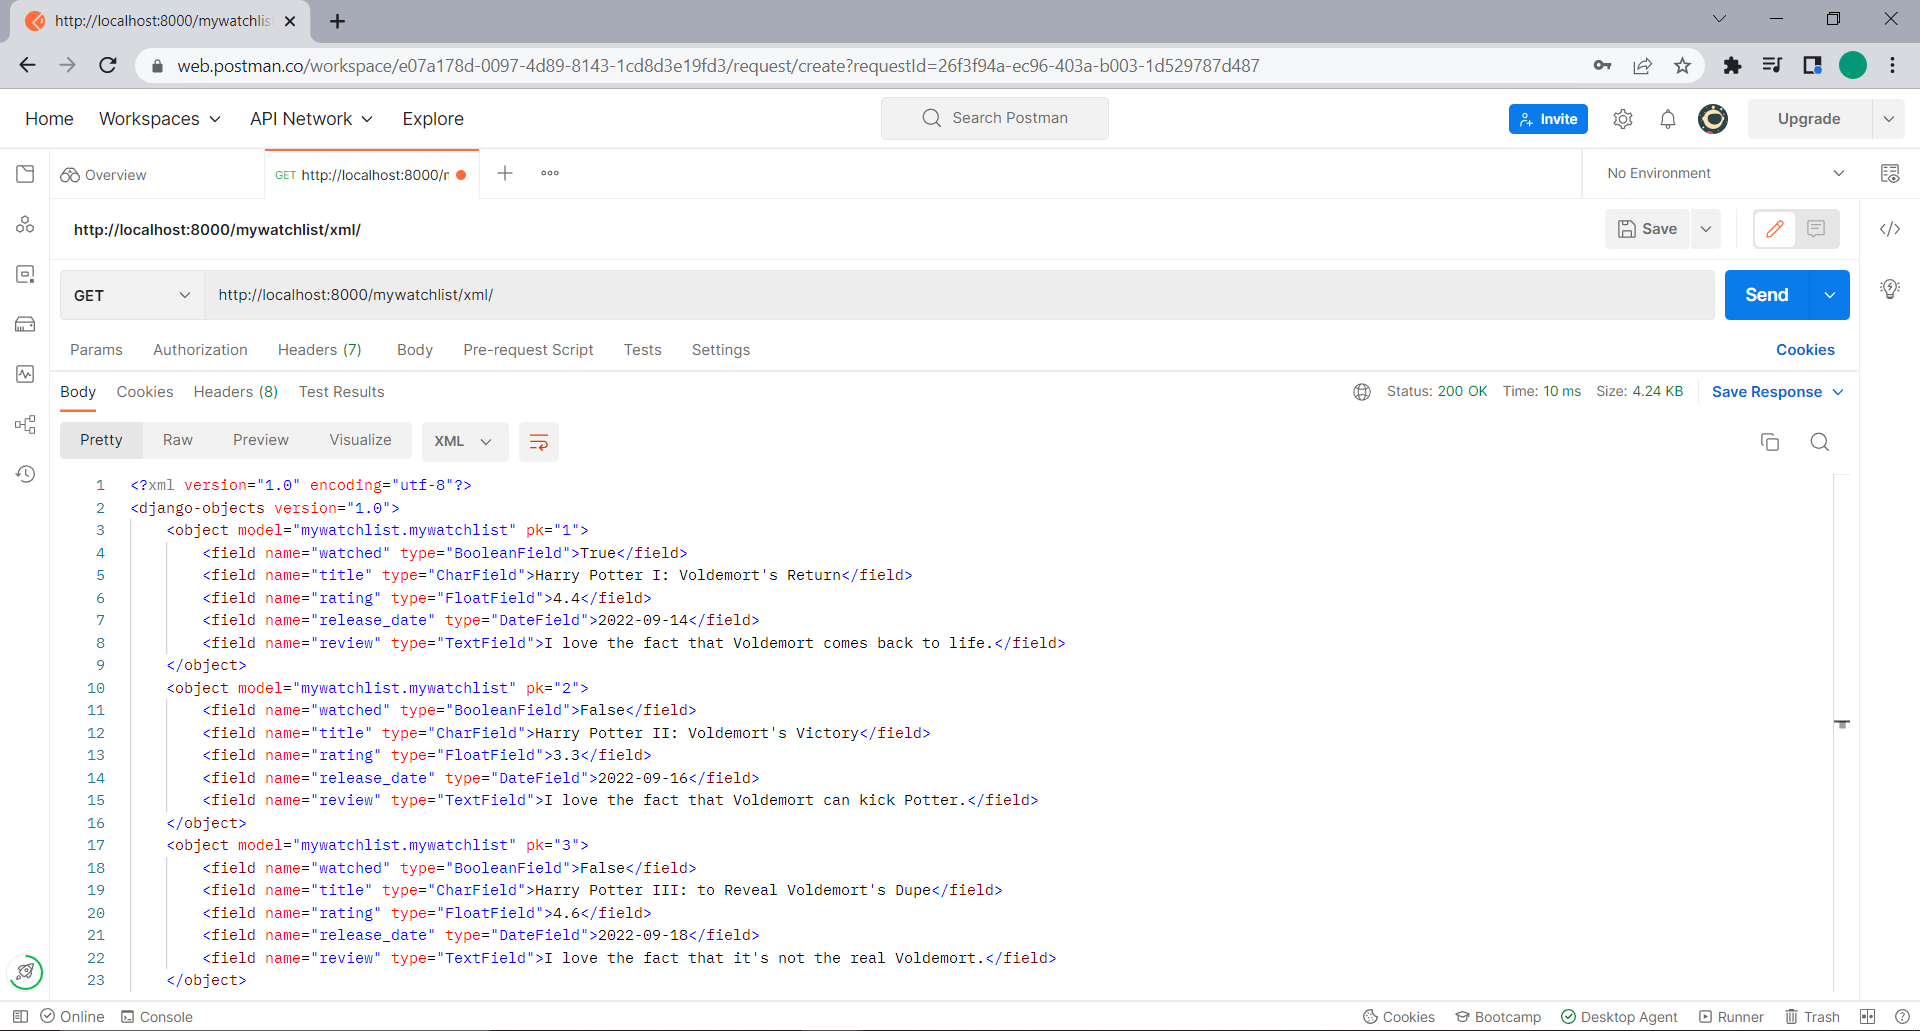 http://localhost:8000/mywatchlis
web.postman.co/workspace/e07a178d-0097-4d89-8143-1cd8d3e19fd3/request/create?requestId=26f3f94a-ec96-403a-b003-1d529787d487
Home Workspaces API Network Explore Search Postman Invite Upgrade
Overview GET http://localhost:8000/m No Environment
http://localhost:8000/mywatchlist/xml/ Save
GET http://localhost:8000/mywatchlist/xml/ Send
Params Authorization Headers (7) Body Pre-request Script Tests Settings Cookies
Body Cookies Headers (8) Test Results Status: 200 OK Time: 10 ms Size: 4.24 KB Save Response
Pretty Raw Preview Visualize XML
1 <?xml version="1.0" encoding="utf-8"?>
2 <django-objects version="1.0">
3 <object model="mywatchlist.mywatchlist" pk="1">
4 <field name="watched" type="BooleanField">True</field>
5 <field name="title" type="CharField">Harry Potter I: Voldemort's Return</field>
6 <field name="rating" type="FloatField">4.4</field>
7 <field name="release_date" type="DateField">2022-09-14</field>
8 <field name="review" type="TextField">I love the fact that Voldemort comes back to life.</field>
9 </object>
10 <object model="mywatchlist.mywatchlist" pk="2">
11 <field name="watched" type="BooleanField">False</field>
12 <field name="title" type="CharField">Harry Potter II: Voldemort's Victory</field>
13 <field name="rating" type="FloatField">3.3</field>
14 <field name="release_date" type="DateField">2022-09-16</field>
15 <field name="review" type="TextField">I love the fact that Voldemort can kick Potter.</field>
16 </object>
17 <object model="mywatchlist.mywatchlist" pk="3">
18 <field name="watched" type="BooleanField">False</field>
19 <field name="title" type="CharField">Harry Potter III: to Reveal Voldemort's Dupe</field>
20 <field name="rating" type="FloatField">4.6</field>
21 <field name="release_date" type="DateField">2022-09-18</field>
22 <field name="review" type="TextField">I love the fact that it's not the real Voldemort.</field>
23 </object>
Online Console Cookies Bootcamp Desktop Agent Runner Trash